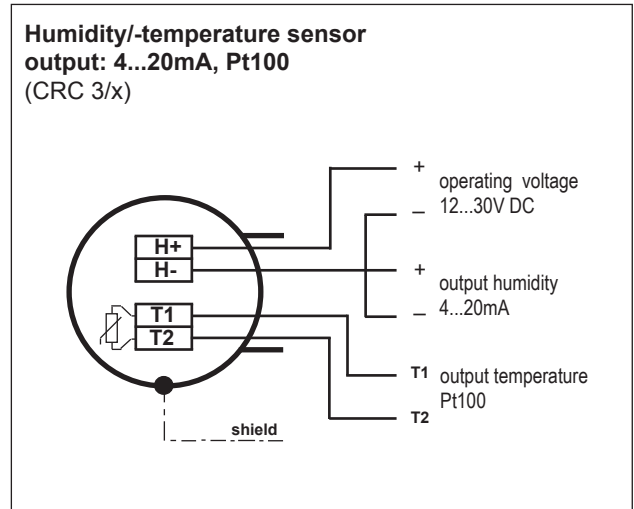 Humidity/-temperature sensor
output: 4...20mA, Pt100
(CRC 3/x)
+
operating voltage
– 12...30V DC
H+
H-
+
output humidity
– 4...20mA
T1
T2
T1 output temperature
Pt100
T2
shield